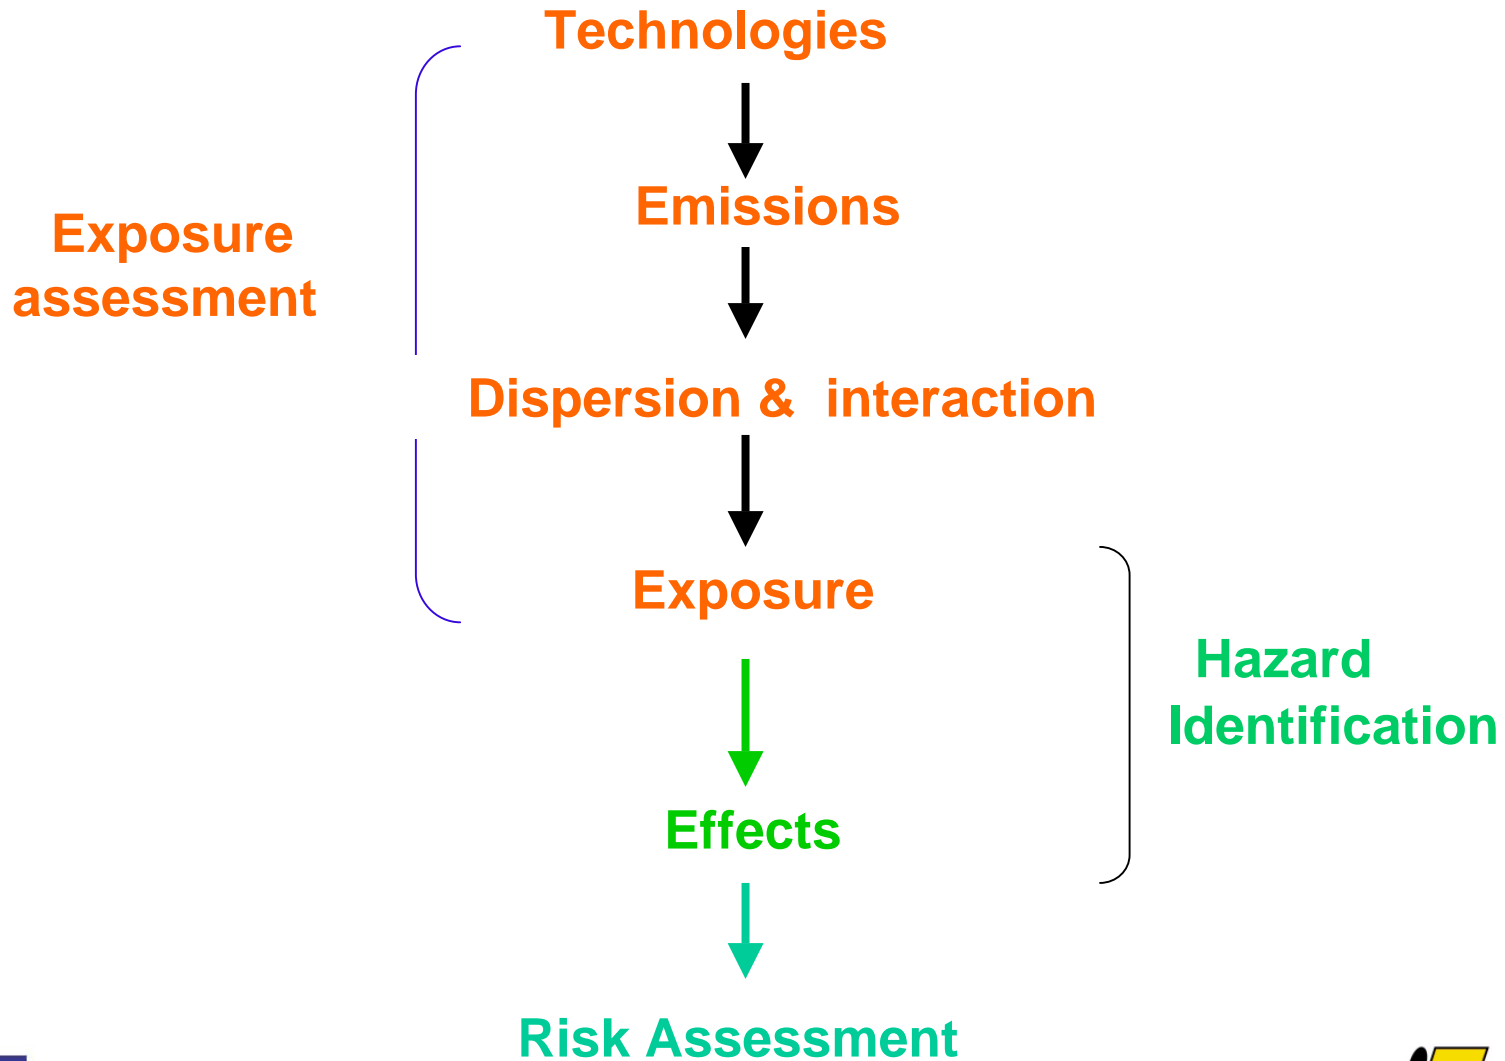 Technologies
Emissions
Exposure
assessment
Dispersion & interaction
Exposure
Hazard
Identification
Effects
Risk Assessment